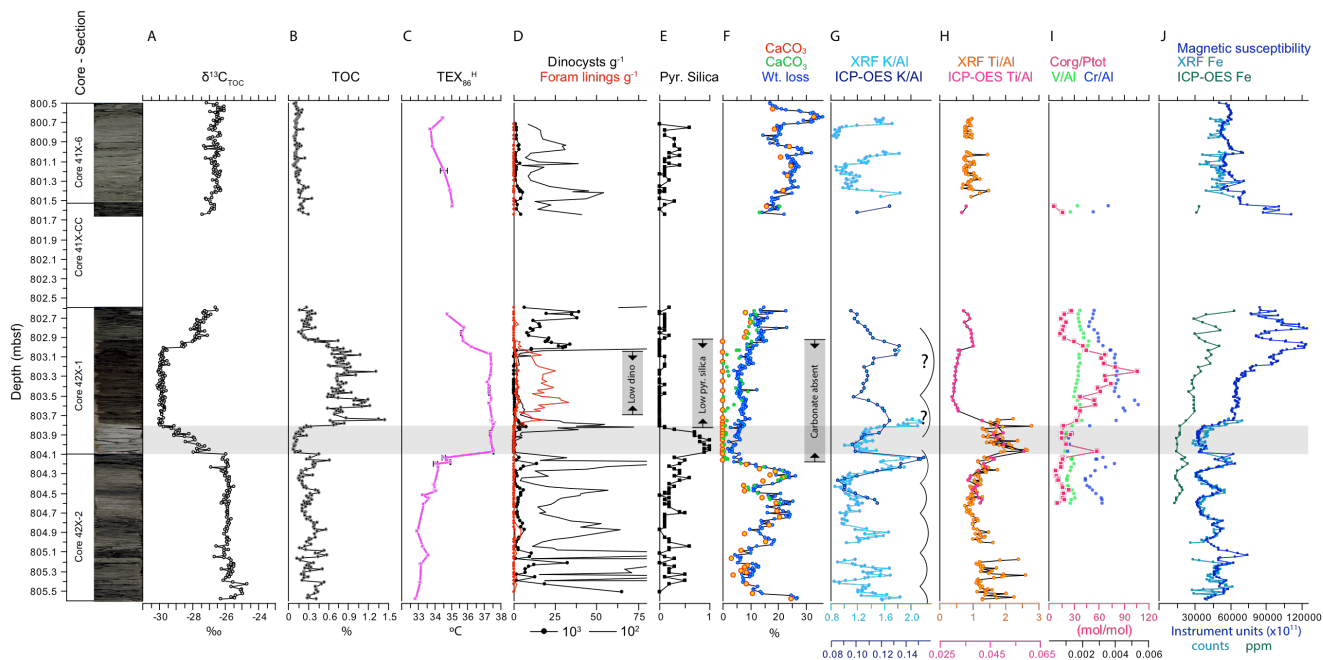 A B C D E F G H I J
Core - Section
δ¹³C_TOC
TOC
TEX₈₆ᴴ
Dinocysts g⁻¹
Foram linings g⁻¹
Pyr. Silica
CaCO₃
CaCO₃
Wt. loss
XRF K/Al
ICP-OES K/Al
XRF Ti/Al
ICP-OES Ti/Al
Corg/Ptot
V/Al Cr/Al
Magnetic susceptibility
XRF Fe
ICP-OES Fe
Depth (mbsf)
800.5
800.7
800.9
801.1
801.3
801.5
801.7
801.9
802.1
802.3
802.5
802.7
802.9
803.1
803.3
803.5
803.7
803.9
804.1
804.3
804.5
804.7
804.9
805.1
805.3
805.5
Core 41X-6
Core 41X-CC
Core 42X-1
Core 42X-2
Low dino
Low pyr. silica
Carbonate absent
?
?
-30 -28 -26 -24
‰
0 0.3 0.6 0.9 1.2 1.5
%
33 34 35 36 37 38
ºC
0 25 50 75
10³ 10²
0 1
0 10 20 30
%
0.8 1.2 1.6 2.0
0.08 0.10 0.12 0.14
0 1 2 3
0.025 0.045 0.065
0 30 60 90 120
(mol/mol)
0.002 0.004 0.006
0 20000 60000 100000
120000
Instrument units (x10¹¹)
counts ppm